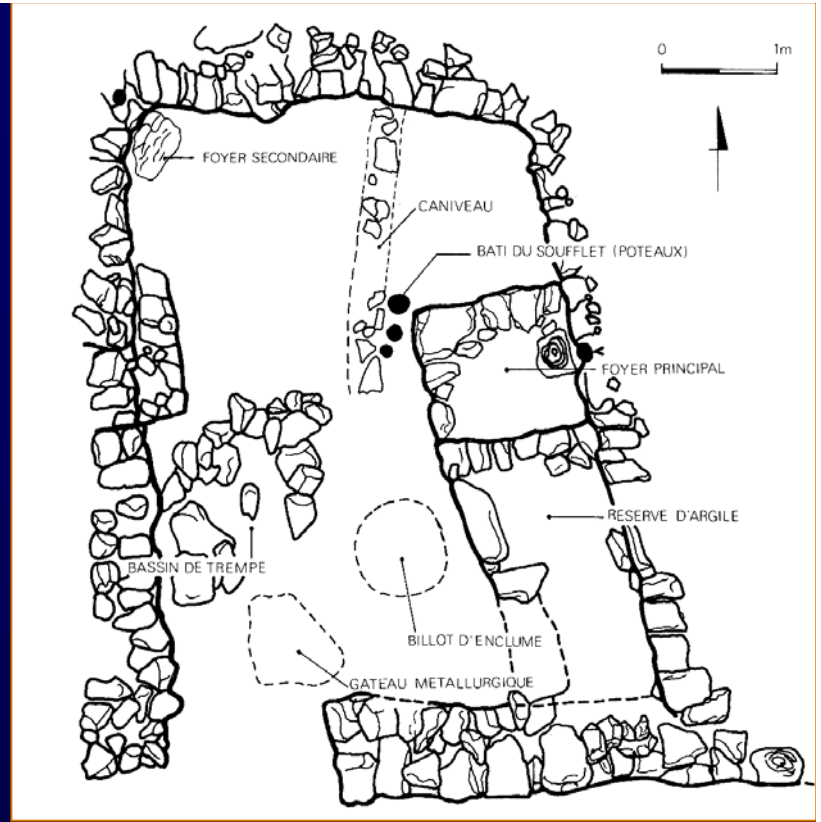 0 1m
FOYER SECONDAIRE
CANIVEAU
BATI DU SOUFFLET (POTEAUX)
FOYER PRINCIPAL
RESERVE D'ARGILE
BASSIN DE TREMPE
BILLOT D'ENCLUME
GATEAU METALLURGIQUE